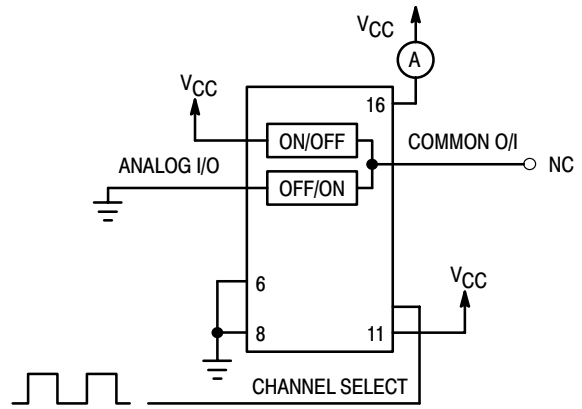 VCC
A
VCC
16
ON/OFF
COMMON O/I
NC
ANALOG I/O
OFF/ON
VCC
6
8
11
CHANNEL SELECT